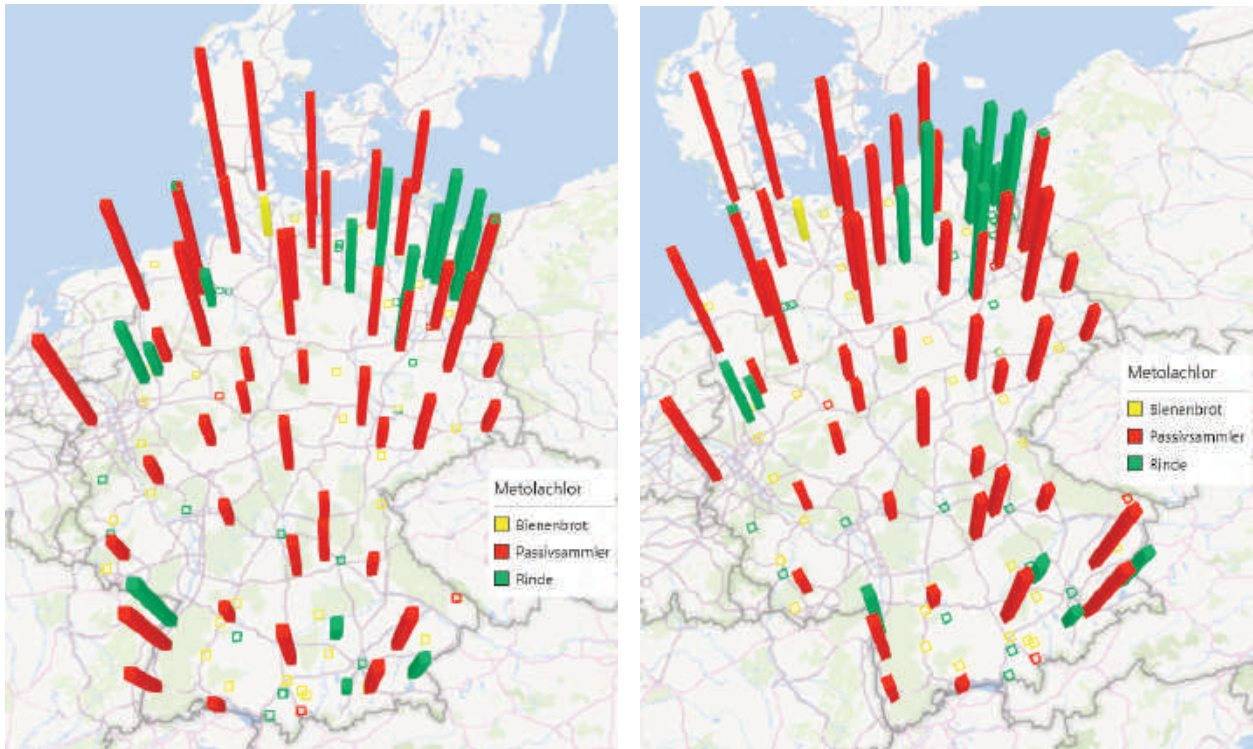 Metolachlor
Bienenbrot
Passivsammler
Rinde
Metolachlor
Bienenbrot
Passivsammler
Rinde